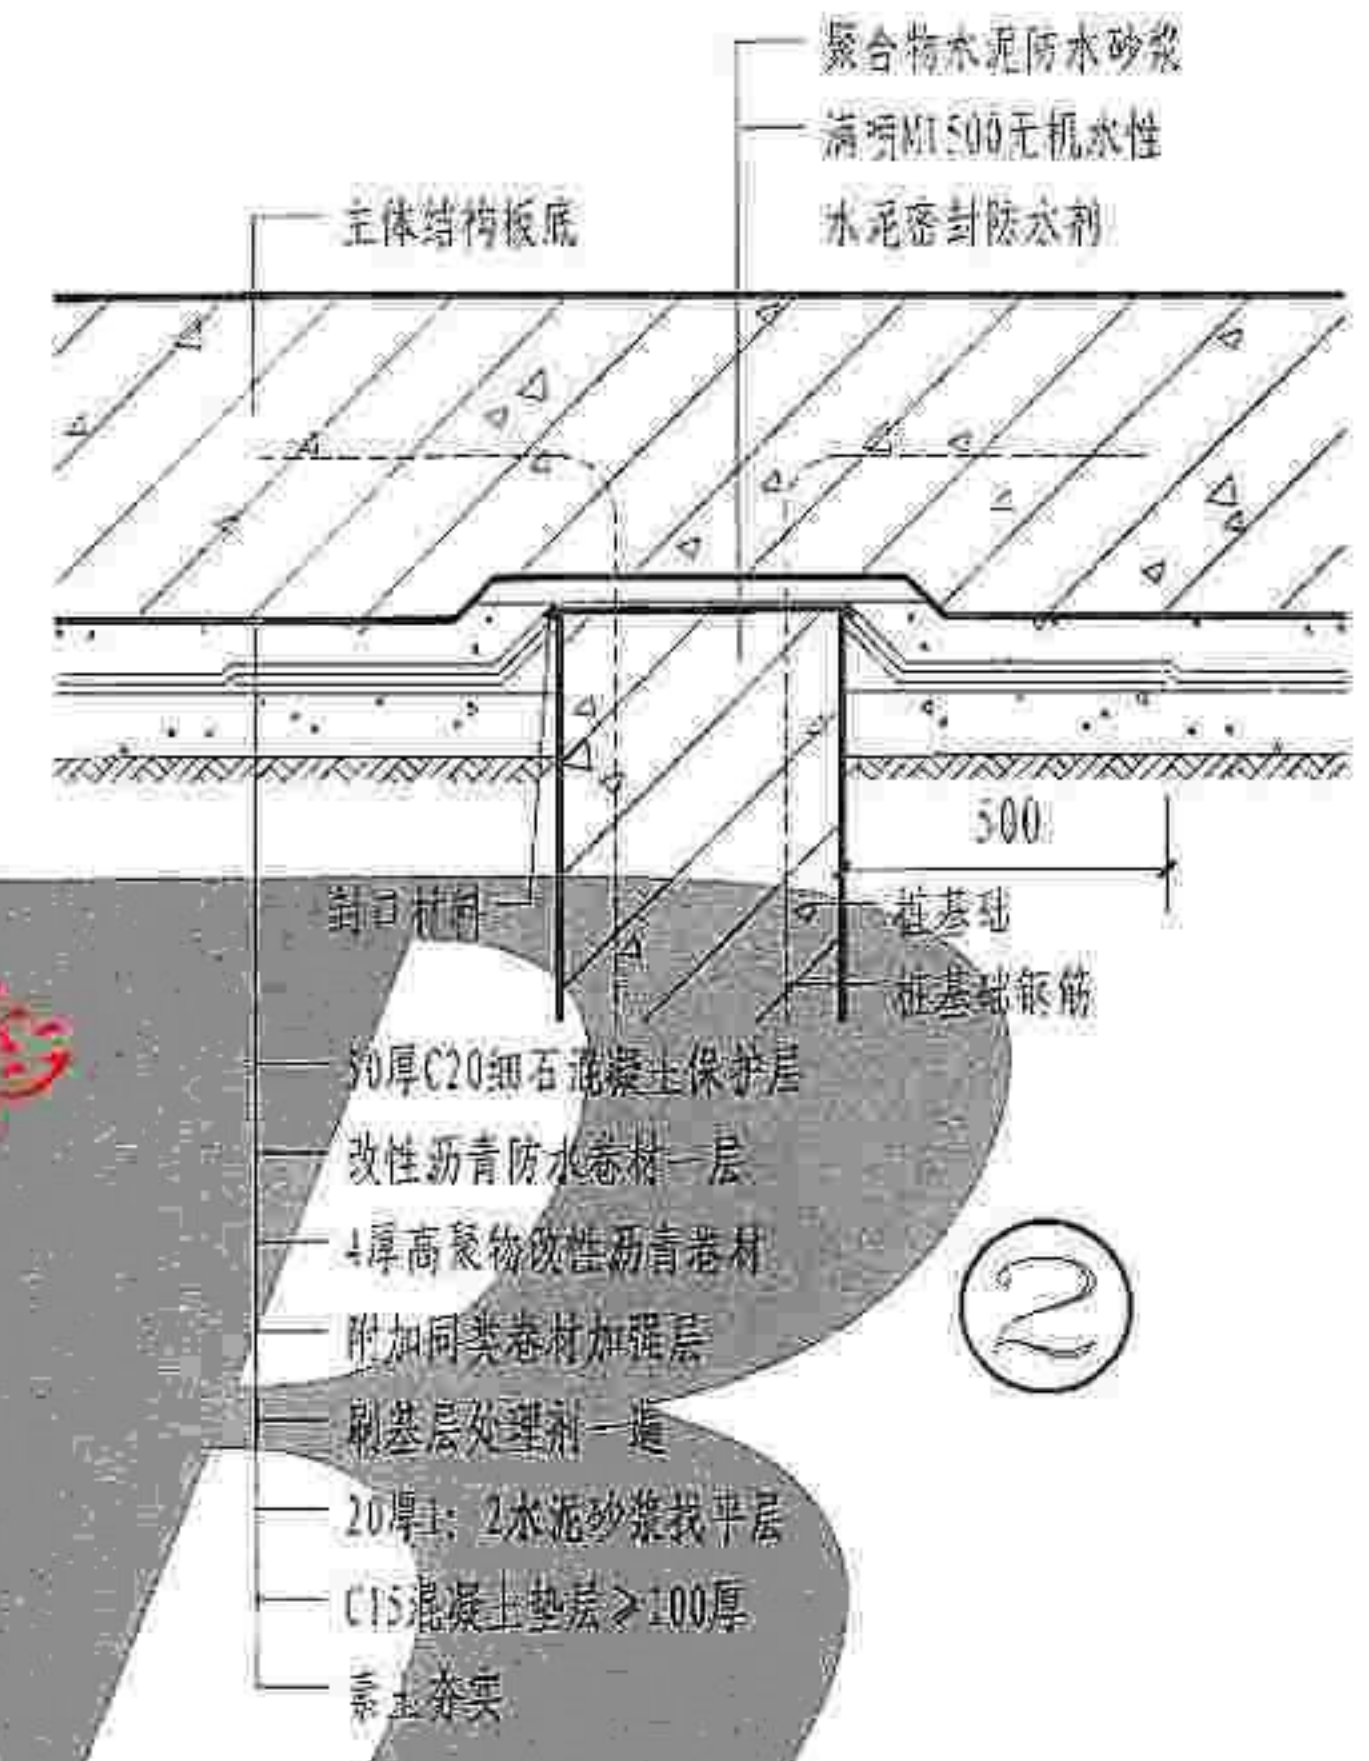 聚合物水泥防水砂浆
满喷M1500无机水性
水泥密封防水剂
主体结构板底
500
封口材料
桩基础
桩基础钢筋
50厚C20细石混凝土保护层
改性沥青防水卷材一层
4厚高聚物改性沥青卷材
附加同类卷材加强层
刷基层处理剂一道
20厚1:2水泥砂浆找平层
C15混凝土垫层≥100厚
素土夯实
2